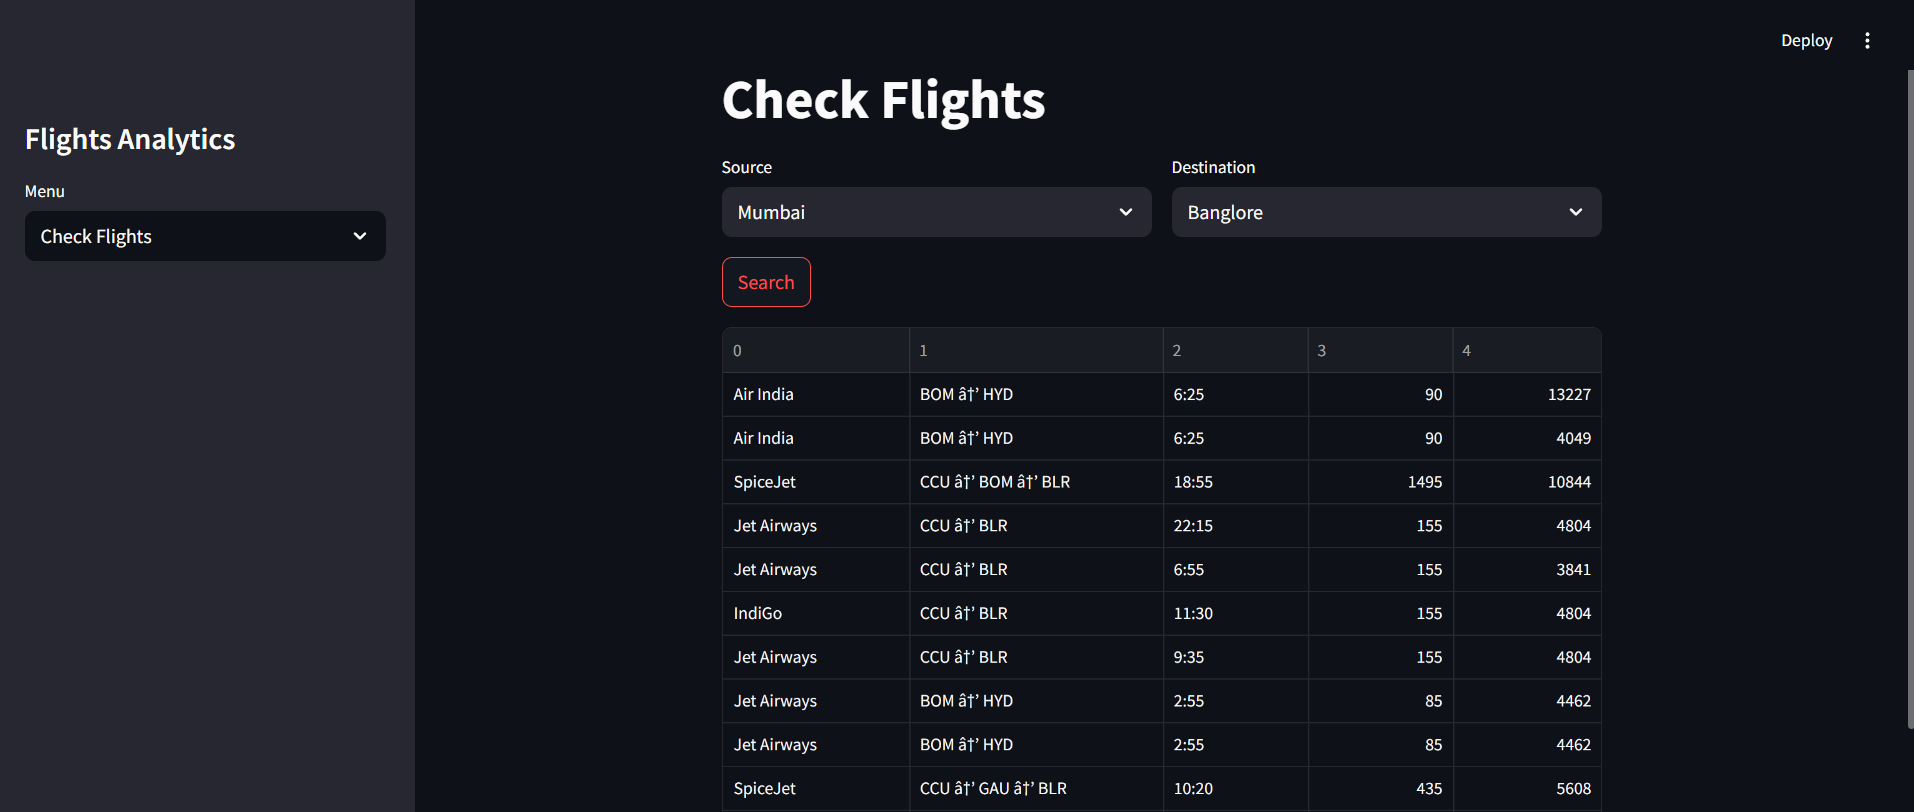 Deploy
Flights Analytics
Menu
Check Flights
Check Flights
Source Destination
Mumbai Banglore
Search
0 1 2 3 4
Air India BOM â†’ HYD 6:25 90 13227
Air India BOM â†’ HYD 6:25 90 4049
SpiceJet CCU â†’ BOM â†’ BLR 18:55 1495 10844
Jet Airways CCU â†’ BLR 22:15 155 4804
Jet Airways CCU â†’ BLR 6:55 155 3841
IndiGo CCU â†’ BLR 11:30 155 4804
Jet Airways CCU â†’ BLR 9:35 155 4804
Jet Airways BOM â†’ HYD 2:55 85 4462
Jet Airways BOM â†’ HYD 2:55 85 4462
SpiceJet CCU â†’ GAU â†’ BLR 10:20 435 5608